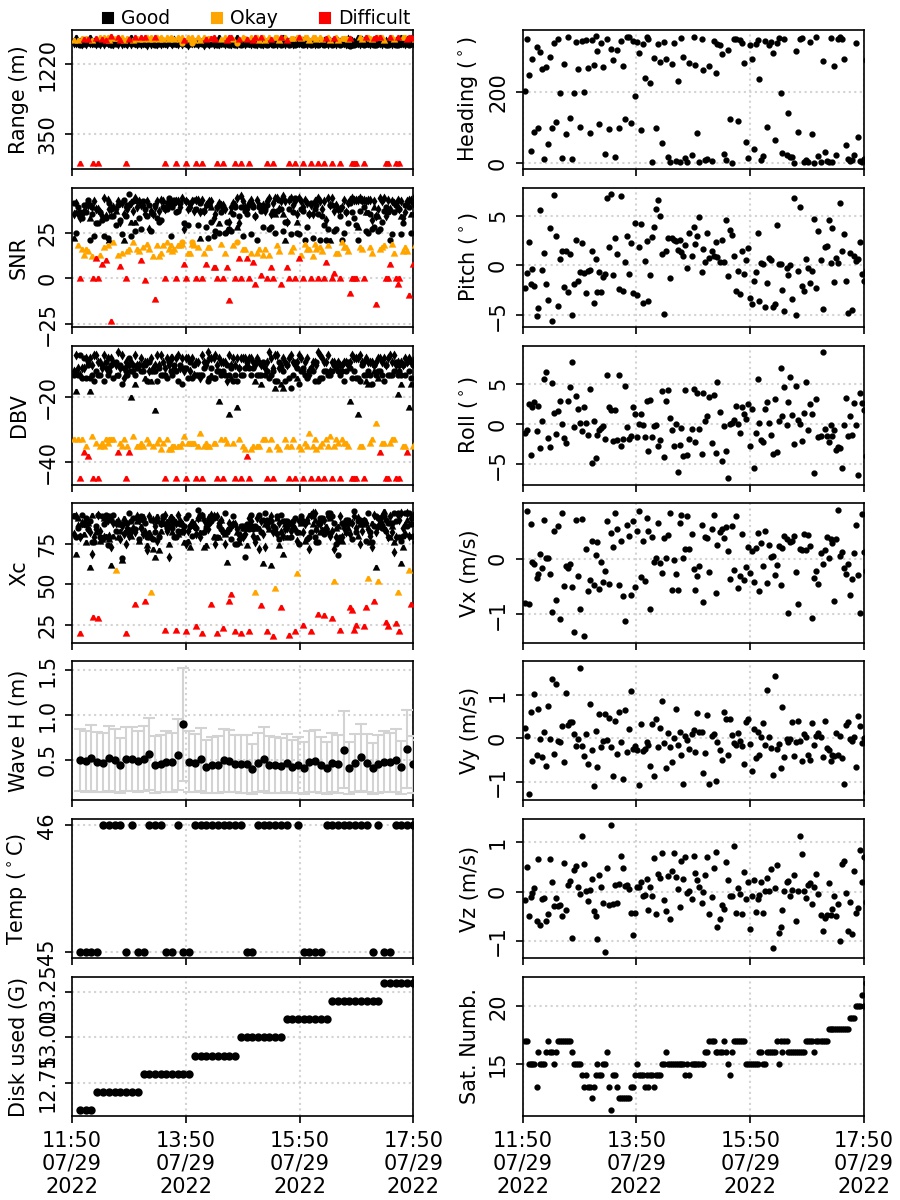 Good Okay Difficult
Range (m)
1220
350
Heading (°)
200
0
SNR
25
0
−25
Pitch (°)
5
0
−5
DBV
−20
−40
Roll (°)
5
0
−5
Xc
75
50
25
Vx (m/s)
0
−1
Wave H (m)
1.5
1.0
0.5
Vy (m/s)
1
0
−1
Temp (°C)
46
45
Vz (m/s)
1
0
−1
Disk used (G)
13.25
13.00
12.75
Sat. Numb.
20
15
11:50 13:50 15:50 17:50
07/29 07/29 07/29 07/29
2022 2022 2022 2022
11:50 13:50 15:50 17:50
07/29 07/29 07/29 07/29
2022 2022 2022 2022